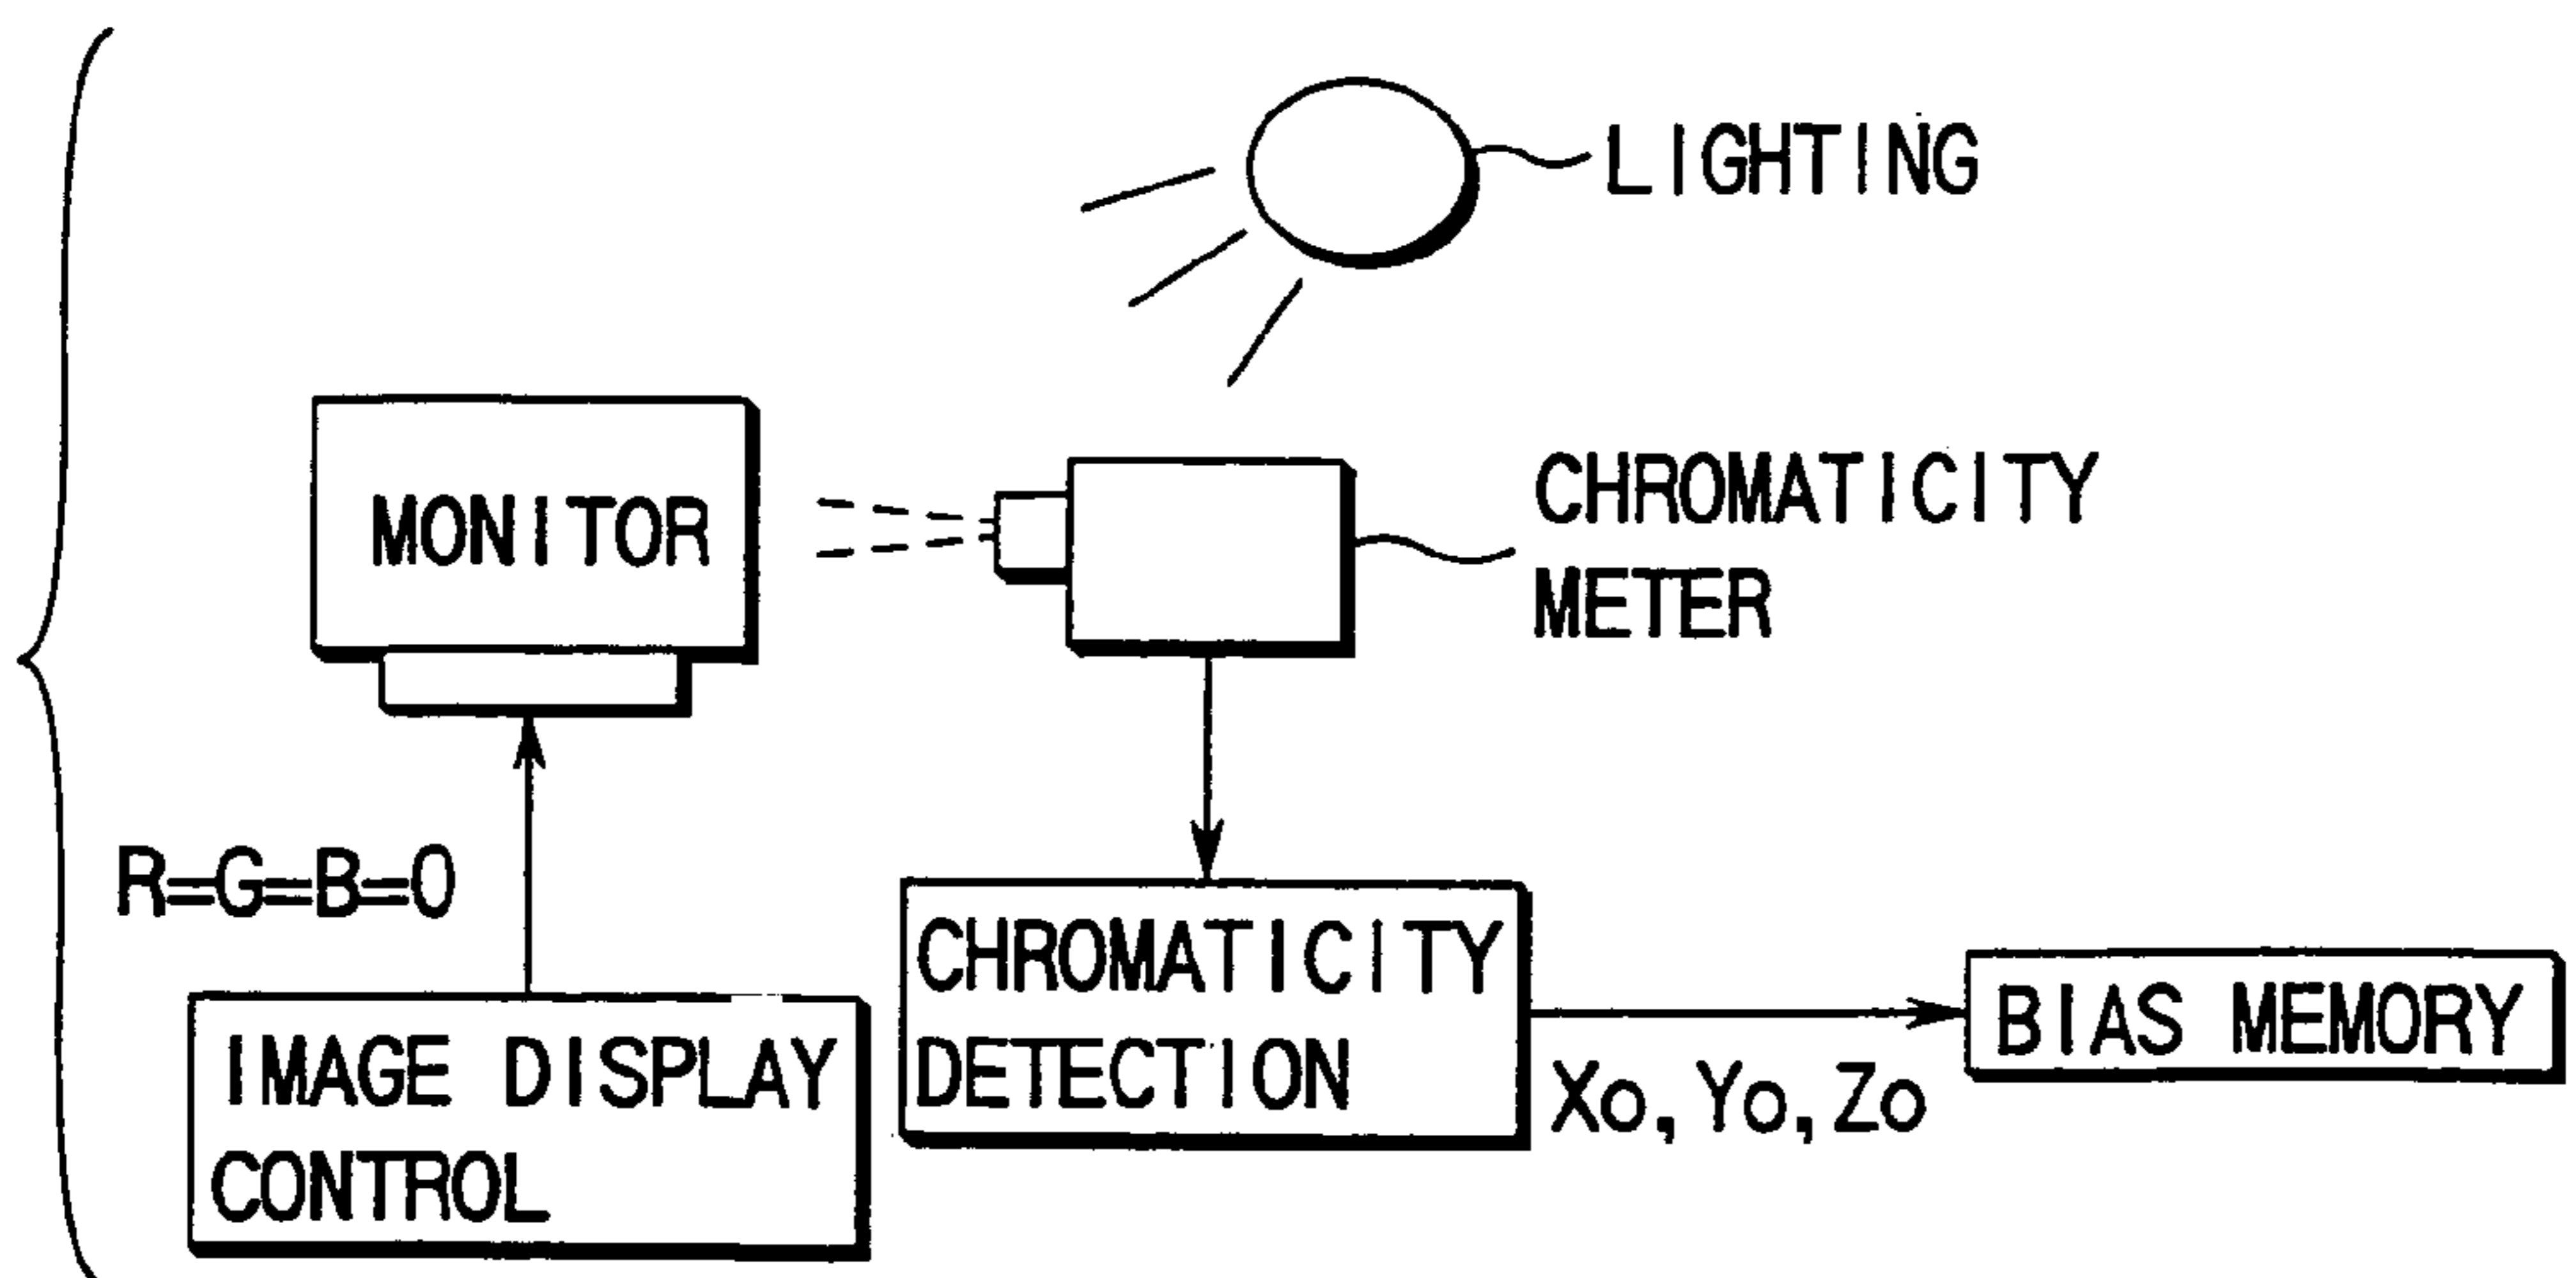 LIGHTING
MONITOR
CHROMATICITY
METER
R=G=B=0
IMAGE DISPLAY
CONTROL
CHROMATICITY
DETECTION
Xo, Yo, Zo
BIAS MEMORY